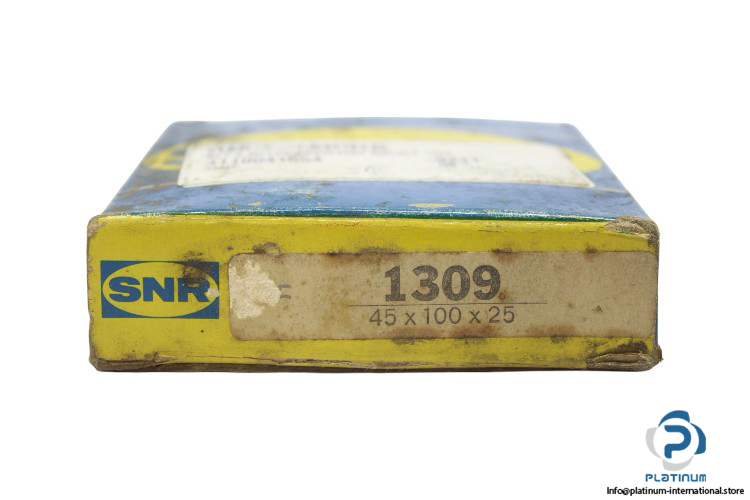 SNR
1309
45 x 100 x 25
PLATINUM
Info@platinum-international.store